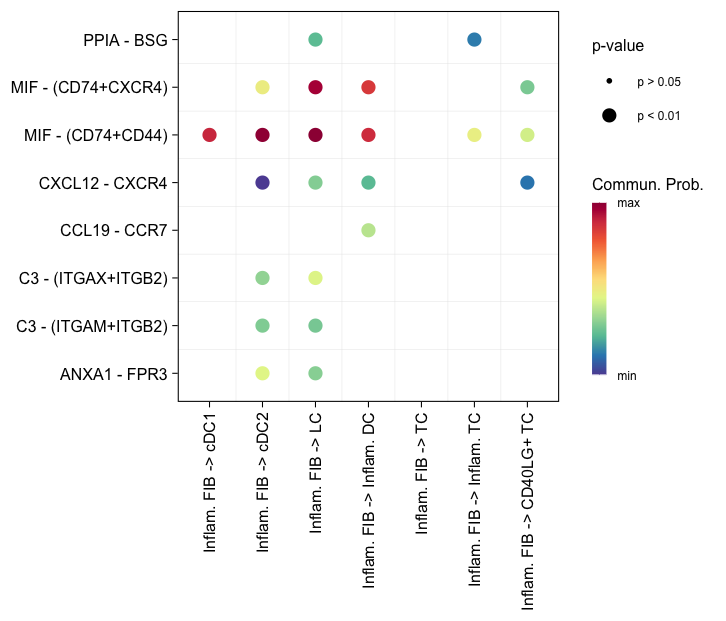 PPIA - BSG
MIF - (CD74+CXCR4)
MIF - (CD74+CD44)
CXCL12 - CXCR4
CCL19 - CCR7
C3 - (ITGAX+ITGB2)
C3 - (ITGAM+ITGB2)
ANXA1 - FPR3
Inflam. FIB -> cDC1
Inflam. FIB -> cDC2
Inflam. FIB -> LC
Inflam. FIB -> Inflam. DC
Inflam. FIB -> TC
Inflam. FIB -> Inflam. TC
Inflam. FIB -> CD40LG+ TC
p-value
p > 0.05
p < 0.01
Commun. Prob.
max
min